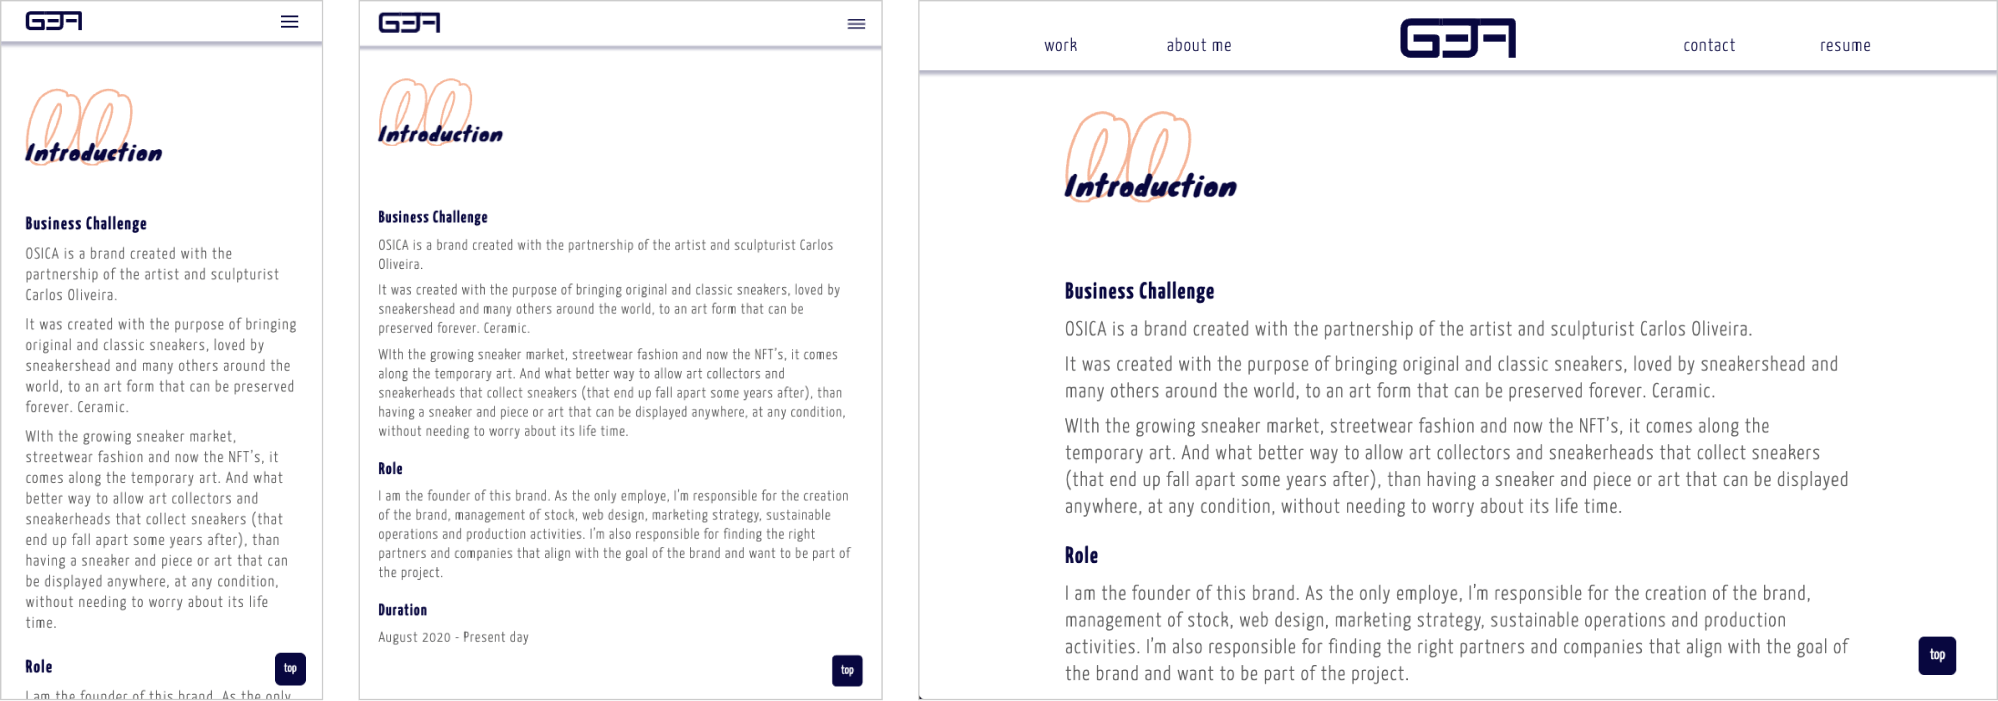 GEA
00
Introduction
Business Challenge
OSICA is a brand created with the
partnership of the artist and sculpturist
Carlos Oliveira.
It was created with the purpose of bringing
original and classic sneakers, loved by
sneakershead and many others around the
world, to an art form that can be preserved
forever. Ceramic.
WIth the growing sneaker market,
streetwear fashion and now the NFT's, it
comes along the temporary art. And what
better way to allow art collectors and
sneakerheads that collect sneakers (that
end up fall apart some years after), than
having a sneaker and piece or art that can
be displayed anywhere, at any condition,
without needing to worry about its life
time.
Role
I am the founder of this brand. As the only
top
GEA
00
Introduction
Business Challenge
OSICA is a brand created with the partnership of the artist and sculpturist Carlos
Oliveira.
It was created with the purpose of bringing original and classic sneakers, loved by
sneakershead and many others around the world, to an art form that can be
preserved forever. Ceramic.
WIth the growing sneaker market, streetwear fashion and now the NFT's, it comes
along the temporary art. And what better way to allow art collectors and
sneakerheads that collect sneakers (that end up fall apart some years after), than
having a sneaker and piece or art that can be displayed anywhere, at any condition,
without needing to worry about its life time.
Role
I am the founder of this brand. As the only employe, I'm responsible for the creation
of the brand, management of stock, web design, marketing strategy, sustainable
operations and production activities. I'm also responsible for finding the right
partners and companies that align with the goal of the brand and want to be part of
the project.
Duration
August 2020 - Present day
top
work about me GEA contact resume
00
Introduction
Business Challenge
OSICA is a brand created with the partnership of the artist and sculpturist Carlos Oliveira.
It was created with the purpose of bringing original and classic sneakers, loved by sneakershead and
many others around the world, to an art form that can be preserved forever. Ceramic.
WIth the growing sneaker market, streetwear fashion and now the NFT's, it comes along the
temporary art. And what better way to allow art collectors and sneakerheads that collect sneakers
(that end up fall apart some years after), than having a sneaker and piece or art that can be displayed
anywhere, at any condition, without needing to worry about its life time.
Role
I am the founder of this brand. As the only employe, I'm responsible for the creation of the brand,
management of stock, web design, marketing strategy, sustainable operations and production
activities. I'm also responsible for finding the right partners and companies that align with the goal of
the brand and want to be part of the project.
top